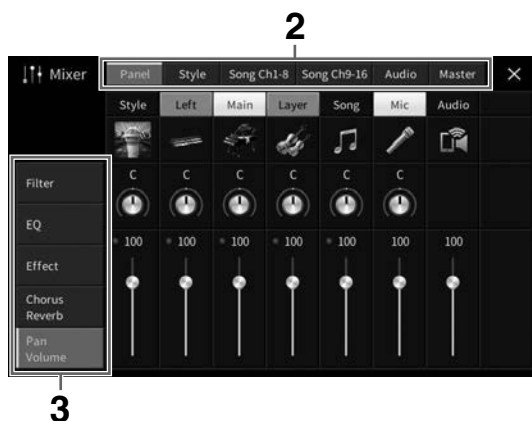 2
Mixer
Panel Style Song Ch1-8 Song Ch9-16 Audio Master
Style Left Main Layer Song Mic Audio
C C C C C C
100 100 100 100 100 100 100
Filter
EQ
Effect
Chorus
Reverb
Pan
Volume
3